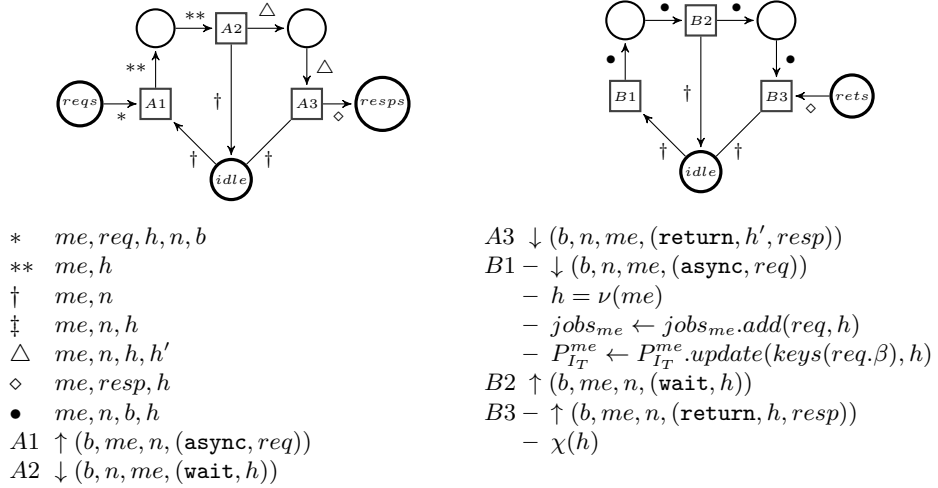 ** A2 △ ● B2 ●
** † △ ● † ●
reqs * A1 A3 ◇ resps B1 B3 ◇ rets
† idle † † idle †
* me, req, h, n, b
** me, h
† me, n
‡ me, n, h
△ me, n, h, h′
◇ me, resp, h
● me, n, b, h
A1 ↑ (b, me, n, (async, req))
A2 ↓ (b, n, me, (wait, h))
A3 ↓ (b, n, me, (return, h′, resp))
B1 – ↓ (b, n, me, (async, req))
– h = ν(me)
– jobs_me ← jobs_me.add(req, h)
– P^me_{I_T} ← P^me_{I_T}.update(keys(req.β), h)
B2 ↑ (b, me, n, (wait, h))
B3 – ↑ (b, me, n, (return, h, resp))
– χ(h)